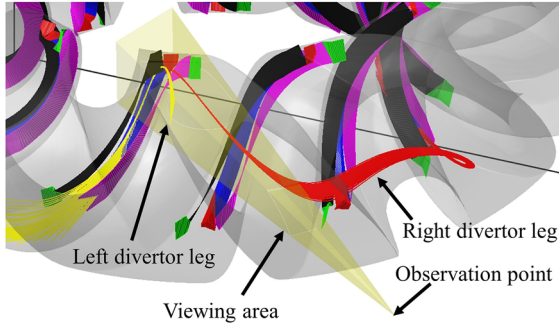 Right divertor leg
Left divertor leg
Observation point
Viewing area